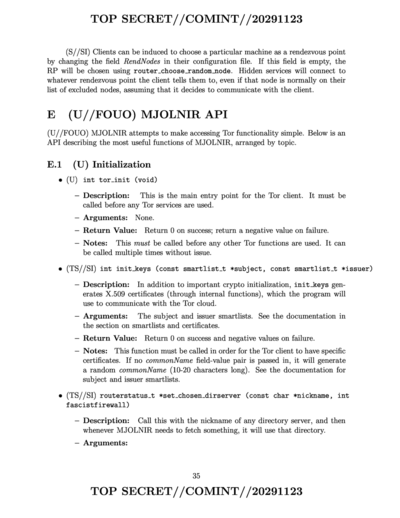 TOP SECRET//COMINT//20291123
(S//SI) Clients can be induced to choose a particular machine as a rendezvous point
by changing the field RendNodes in their configuration file. If this field is empty, the
RP will be chosen using router_choose_random_node. Hidden services will connect to
whatever rendezvous point the client tells them to, even if that node is normally on their
list of excluded nodes, assuming that it decides to communicate with the client.
E (U//FOUO) MJOLNIR API
(U//FOUO) MJOLNIR attempts to make accessing Tor functionality simple. Below is an
API describing the most useful functions of MJOLNIR, arranged by topic.
E.1 (U) Initialization
• (U) int tor_init (void)
– Description: This is the main entry point for the Tor client. It must be
called before any Tor services are used.
– Arguments: None.
– Return Value: Return 0 on success; return a negative value on failure.
– Notes: This must be called before any other Tor functions are used. It can
be called multiple times without issue.
• (TS//SI) int init_keys (const smartlist_t *subject, const smartlist_t *issuer)
– Description: In addition to important crypto initialization, init_keys gen-
erates X.509 certificates (through internal functions), which the program will
use to communicate with the Tor cloud.
– Arguments: The subject and issuer smartlists. See the documentation in
the section on smartlists and certificates.
– Return Value: Return 0 on success and negative values on failure.
– Notes: This function must be called in order for the Tor client to have specific
certificates. If no commonName field-value pair is passed in, it will generate
a random commonName (10-20 characters long). See the documentation for
subject and issuer smartlists.
• (TS//SI) routerstatus_t *set_chosen_dirserver (const char *nickname, int
fascistfirewall)
– Description: Call this with the nickname of any directory server, and then
whenever MJOLNIR needs to fetch something, it will use that directory.
– Arguments:
35
TOP SECRET//COMINT//20291123